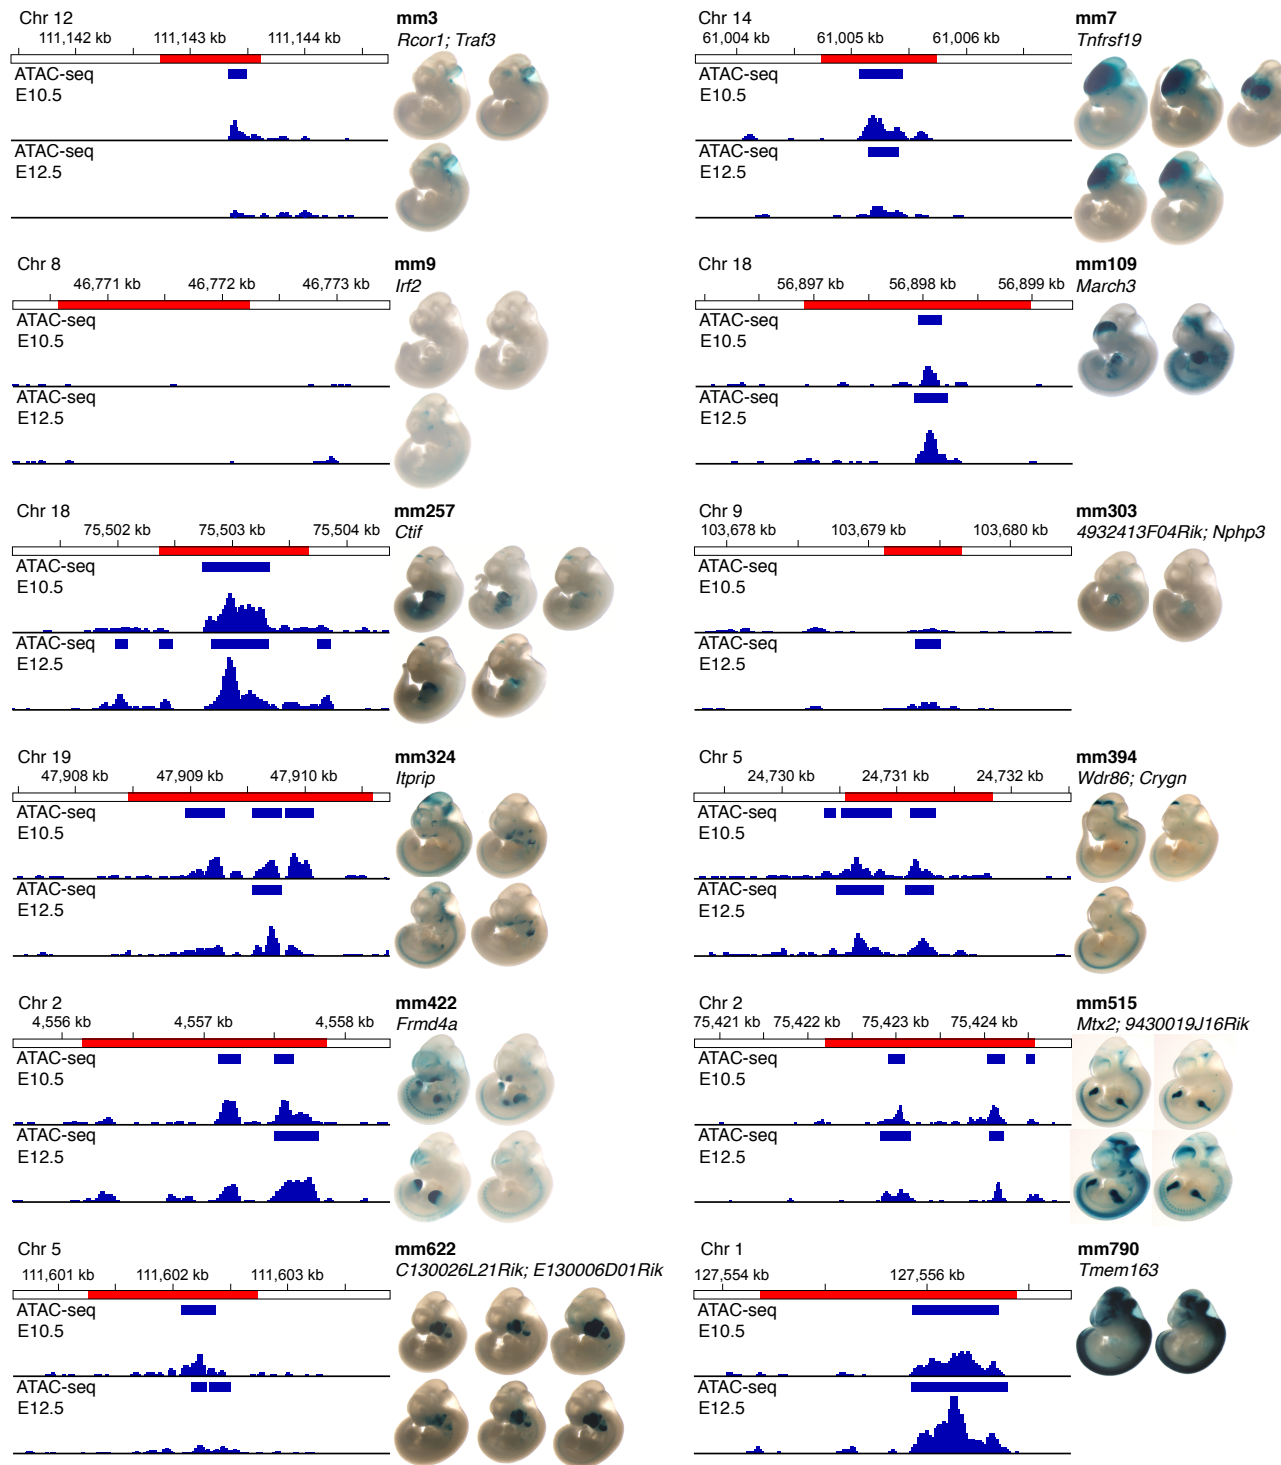 Chr 12
111,142 kb 111,143 kb 111,144 kb
mm3
Rcor1; Traf3
ATAC-seq
E10.5
ATAC-seq
E12.5
Chr 14
61,004 kb 61,005 kb 61,006 kb
mm7
Tnfrsf19
ATAC-seq
E10.5
ATAC-seq
E12.5
Chr 8
46,771 kb 46,772 kb 46,773 kb
mm9
Irf2
ATAC-seq
E10.5
ATAC-seq
E12.5
Chr 18
56,897 kb 56,898 kb 56,899 kb
mm109
March3
ATAC-seq
E10.5
ATAC-seq
E12.5
Chr 18
75,502 kb 75,503 kb 75,504 kb
mm257
Ctif
ATAC-seq
E10.5
ATAC-seq
E12.5
Chr 9
103,678 kb 103,679 kb 103,680 kb
mm303
4932413F04Rik; Nphp3
ATAC-seq
E10.5
ATAC-seq
E12.5
Chr 19
47,908 kb 47,909 kb 47,910 kb
mm324
Itprip
ATAC-seq
E10.5
ATAC-seq
E12.5
Chr 5
24,730 kb 24,731 kb 24,732 kb
mm394
Wdr86; Crygn
ATAC-seq
E10.5
ATAC-seq
E12.5
Chr 2
4,556 kb 4,557 kb 4,558 kb
mm422
Frmd4a
ATAC-seq
E10.5
ATAC-seq
E12.5
Chr 2
75,421 kb 75,422 kb 75,423 kb 75,424 kb
mm515
Mtx2; 9430019J16Rik
ATAC-seq
E10.5
ATAC-seq
E12.5
Chr 5
111,601 kb 111,602 kb 111,603 kb
mm622
C130026L21Rik; E130006D01Rik
ATAC-seq
E10.5
ATAC-seq
E12.5
Chr 1
127,554 kb 127,556 kb
mm790
Tmem163
ATAC-seq
E10.5
ATAC-seq
E12.5